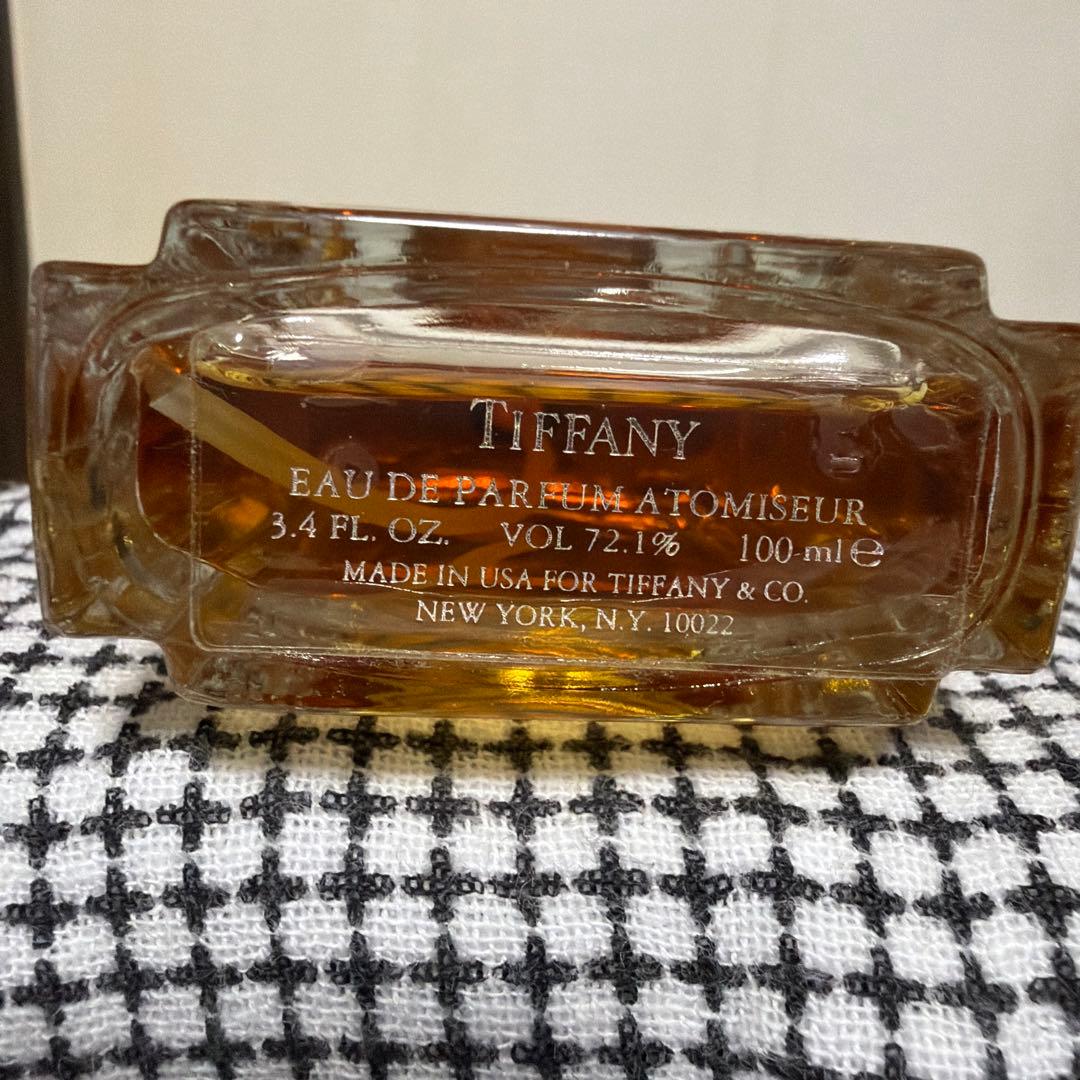 TIFFANY
EAU DE PARFUM ATOMISEUR
3.4 FL. OZ. VOL 72.1% 100-ml ℮
MADE IN USA FOR TIFFANY & CO.
NEW YORK, N.Y. 10022